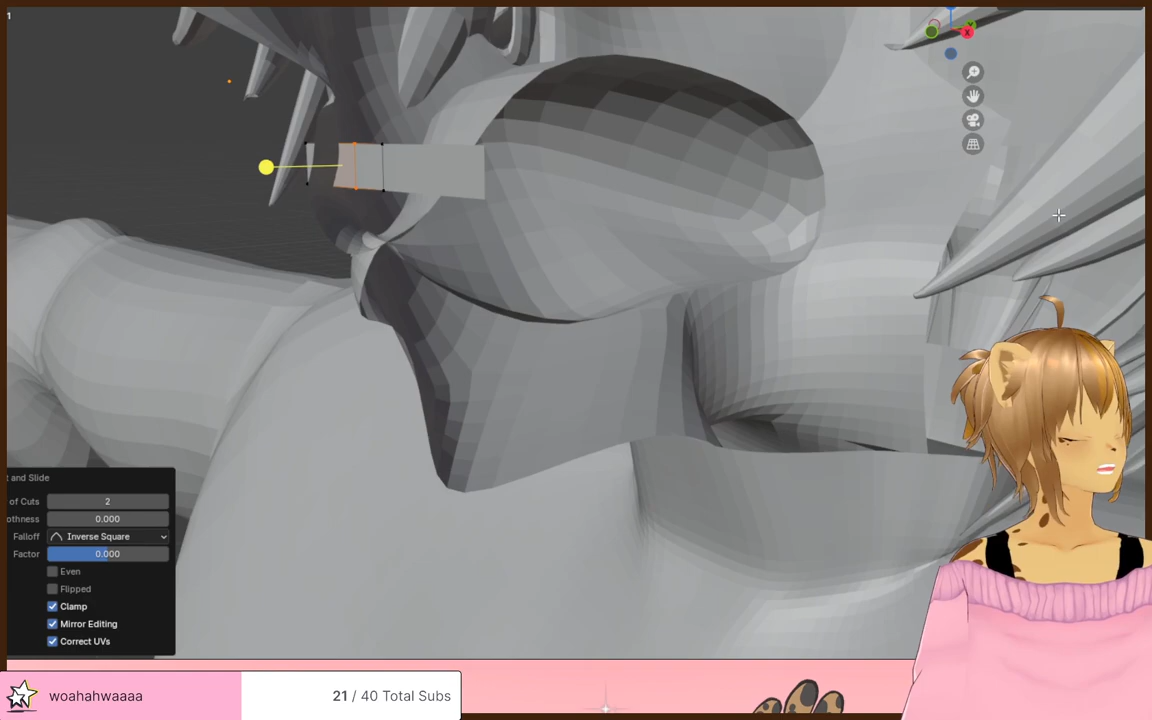 1
X
t and Slide
of Cuts 2
othness 0.000
Falloff Inverse Square
Factor 0.000
Even
Flipped
Clamp
Mirror Editing
Correct UVs
woahahwaaaa 21 / 40 Total Subs